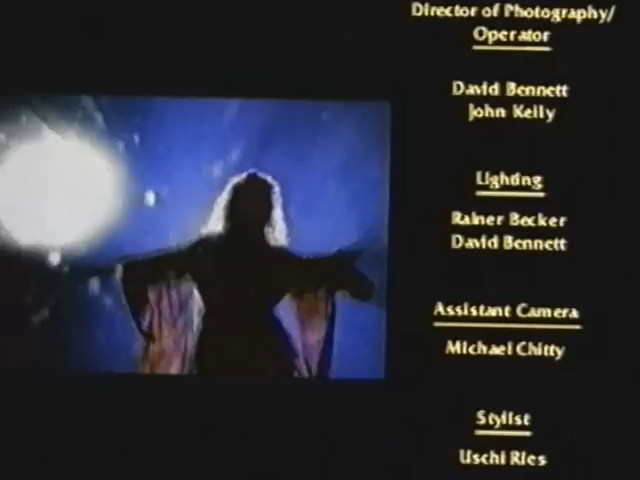 Director of Photography/
Operator
David Bennett
John Kelly
Lighting
Rainer Becker
David Bennett
Assistant Camera
Michael Chitty
Stylist
Uschi Ries